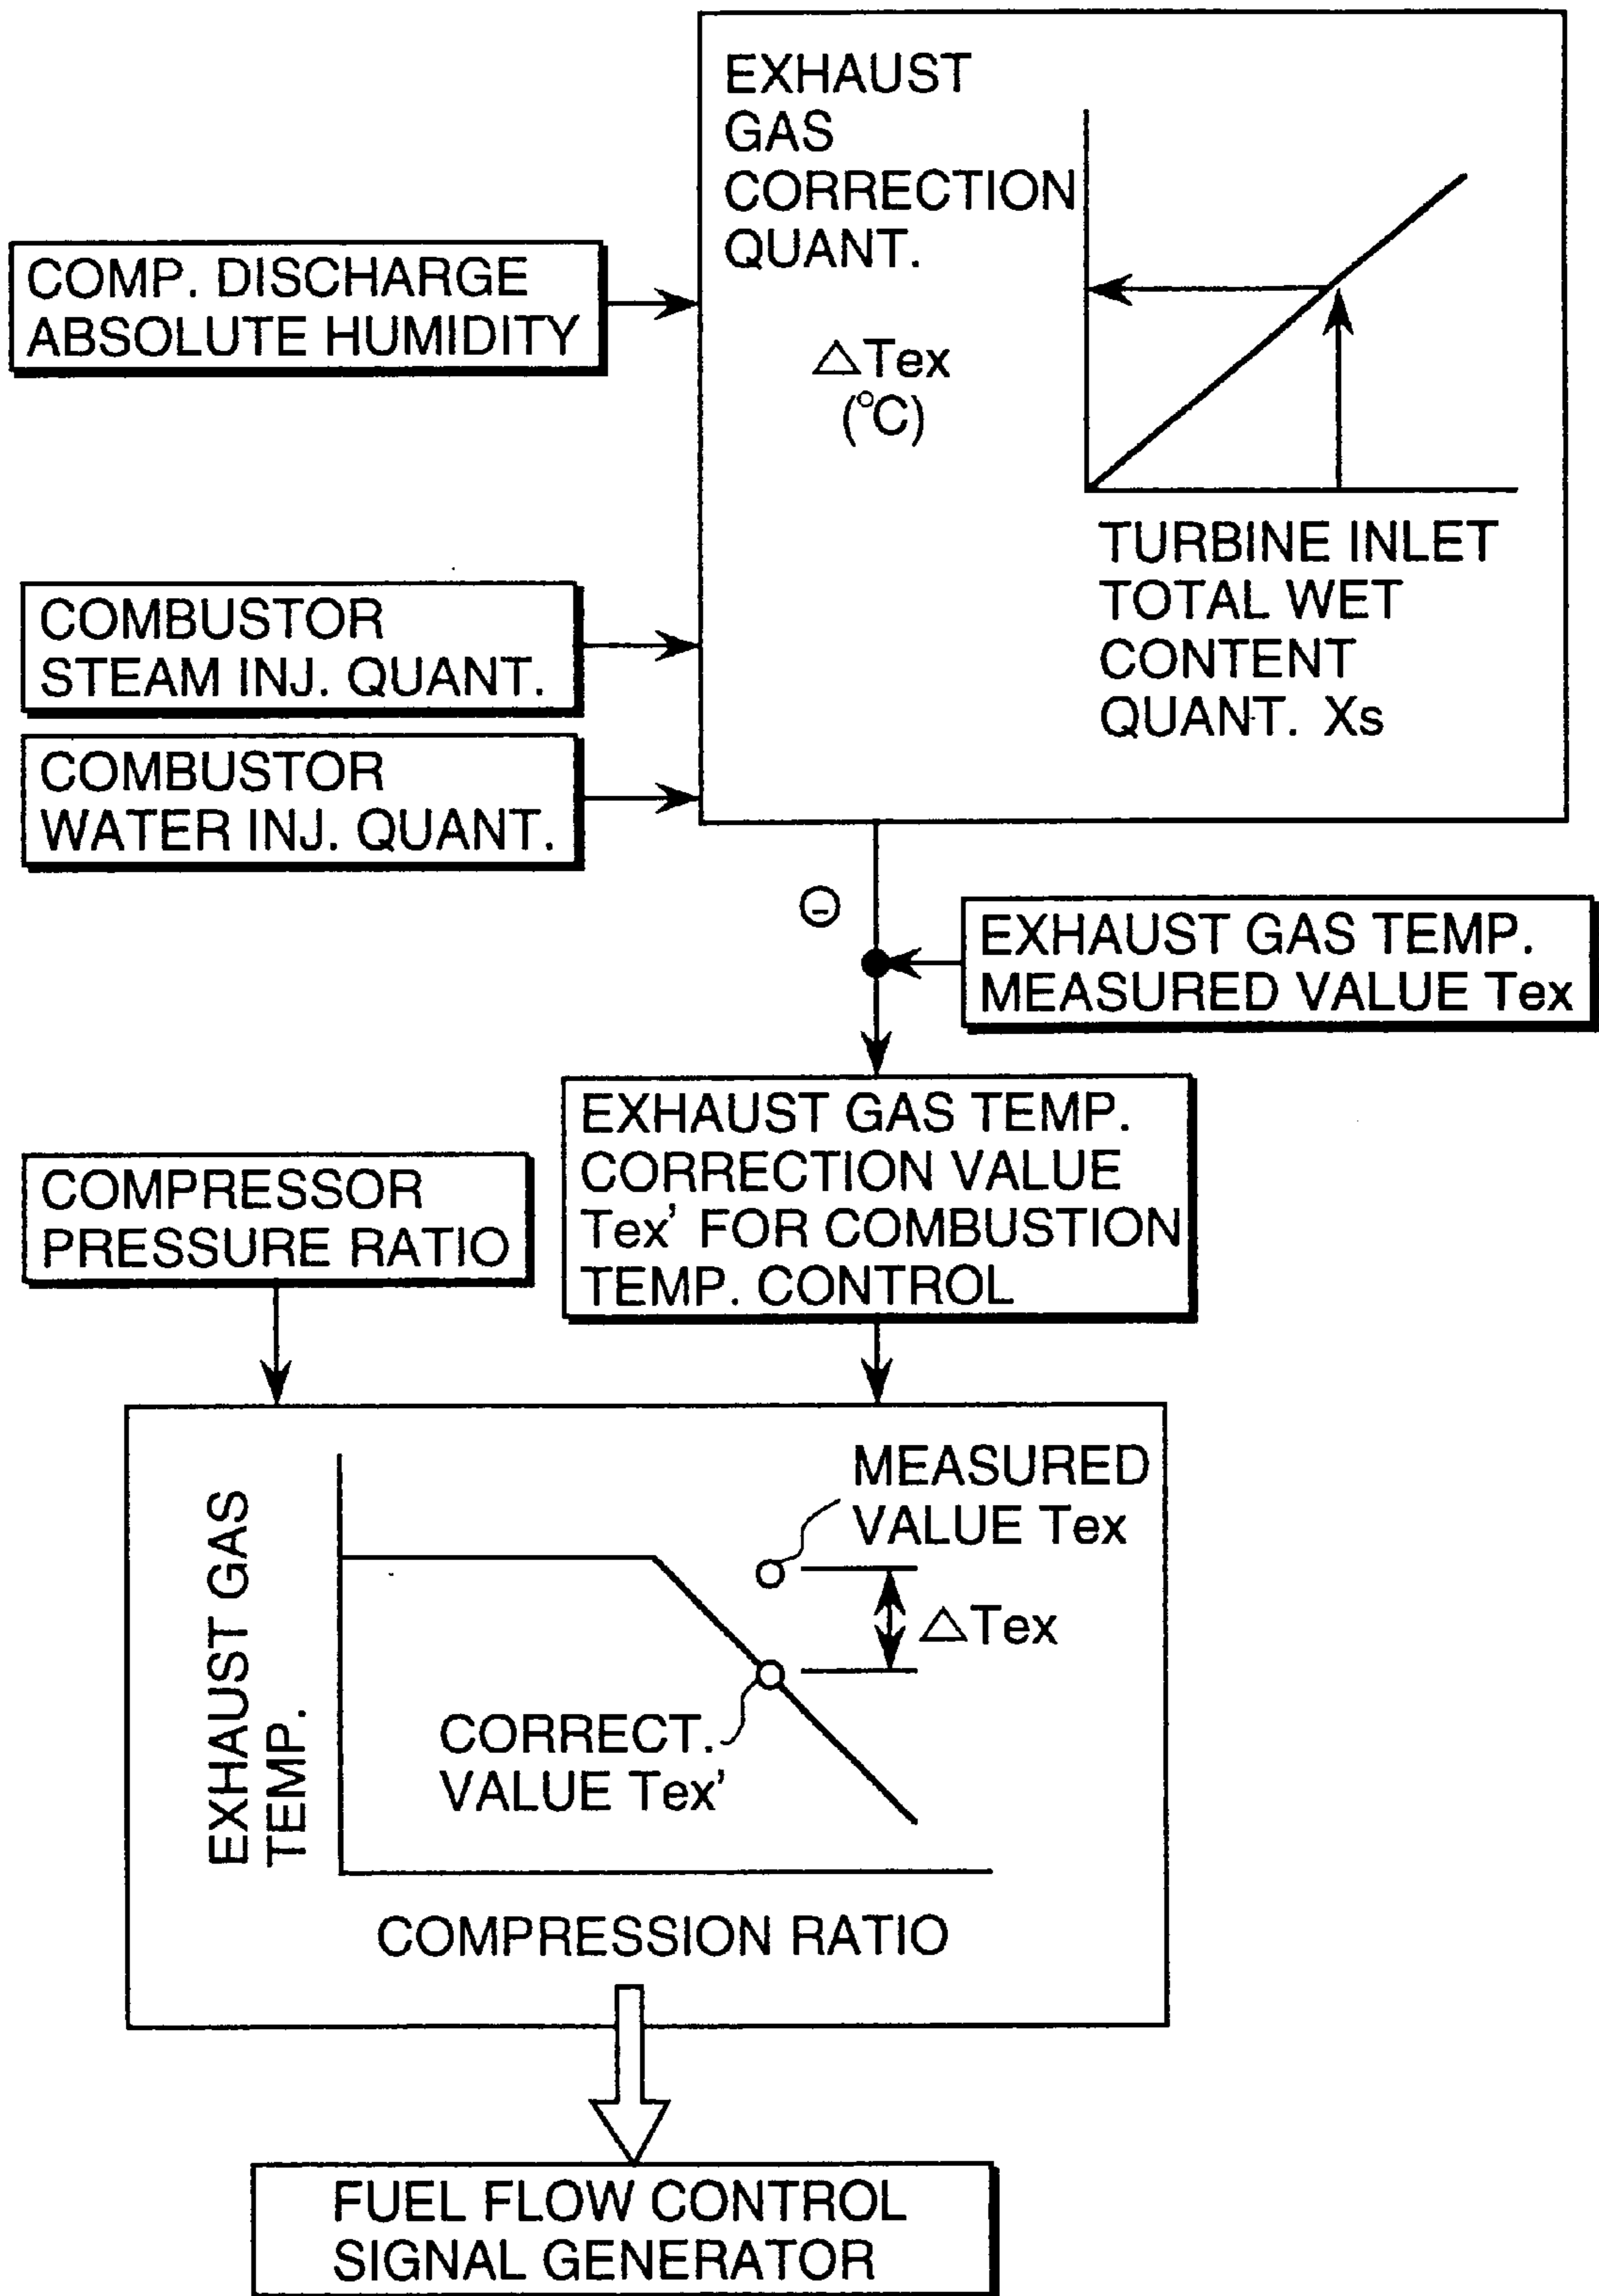 EXHAUST
GAS
CORRECTION
QUANT.
△Tex
(°C)
TURBINE INLET
TOTAL WET
CONTENT
QUANT. Xs
COMP. DISCHARGE
ABSOLUTE HUMIDITY
COMBUSTOR
STEAM INJ. QUANT.
COMBUSTOR
WATER INJ. QUANT.
⊖
EXHAUST GAS TEMP.
MEASURED VALUE Tex
EXHAUST GAS TEMP.
CORRECTION VALUE
Tex' FOR COMBUSTION
TEMP. CONTROL
COMPRESSOR
PRESSURE RATIO
MEASURED
VALUE Tex
△Tex
CORRECT.
VALUE Tex'
EXHAUST GAS
TEMP.
COMPRESSION RATIO
FUEL FLOW CONTROL
SIGNAL GENERATOR